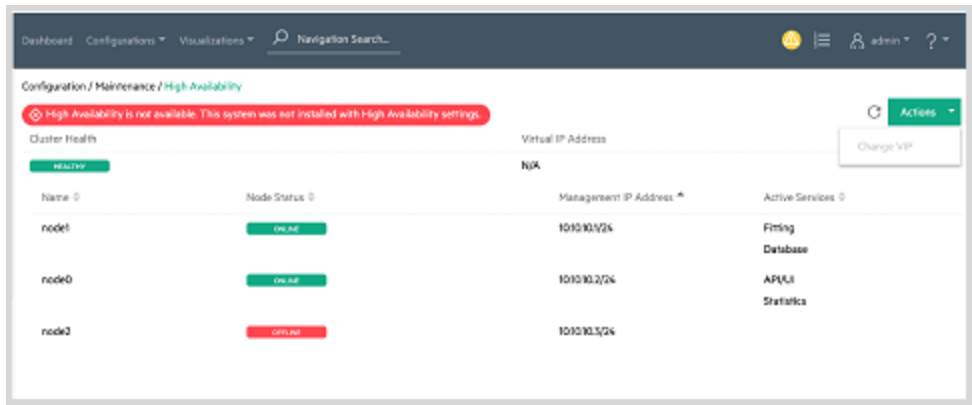 Dashboard Configurations Visualizations Navigation Search... admin ?
Configuration / Maintenance / High Availability
High Availability is not available. This system was not installed with High Availability settings.
Actions
Change VIP
Cluster Health Virtual IP Address
HEALTHY N/A
Name Node Status Management IP Address Active Services
node1 ONLINE 10.10.10.1/24 Fitting
Database
node0 ONLINE 10.10.10.2/24 API/UI
Statistics
node2 OFFLINE 10.10.10.3/24